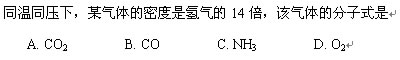 同温同压下，某气体的密度是氢气的 14 倍，该气体的分子式是↵
A. CO₂ B. CO C. NH₃ D. O₂↵